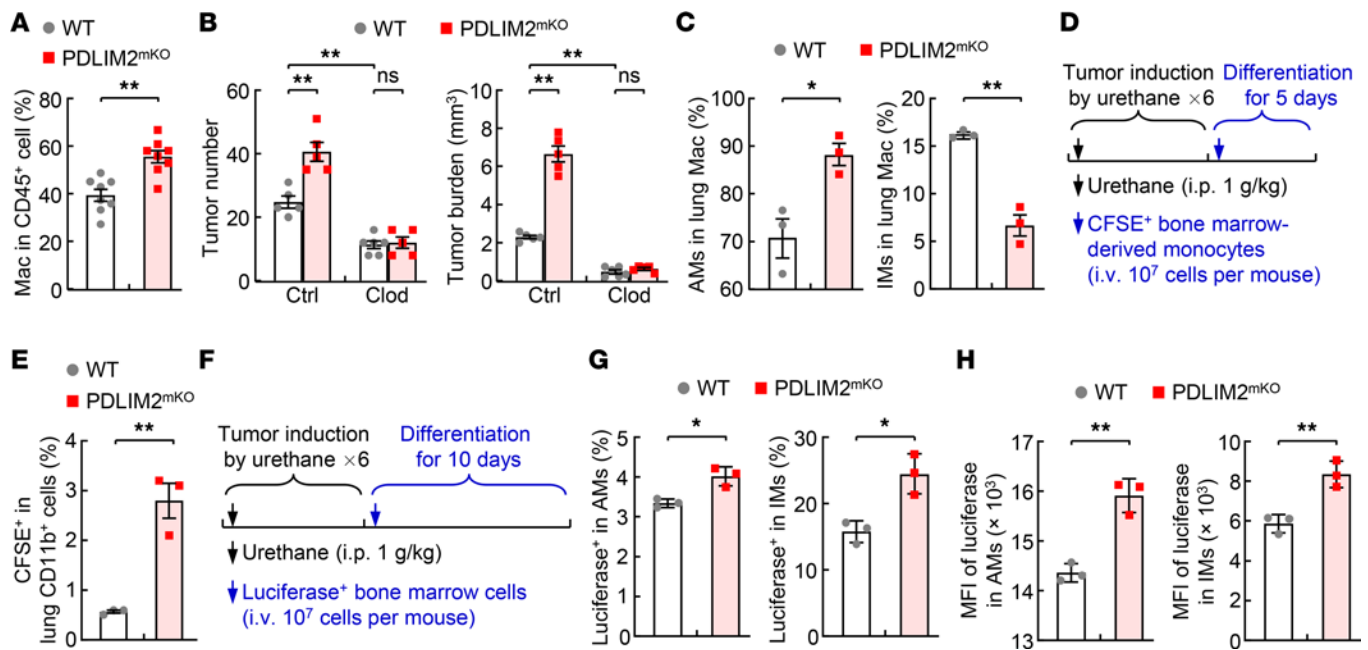 A
WT
PDLIM2mKO
**
Mac in CD45+ cell (%)
80
60
40
20
0
B
WT
PDLIM2mKO
**
**
ns
Tumor number
60
40
20
0
Ctrl
Clod
**
**
ns
Tumor burden (mm3)
10
8
6
4
2
0
Ctrl
Clod
C
WT
PDLIM2mKO
*
AMs in lung Mac (%)
100
90
80
70
60
**
IMs in lung Mac (%)
20
15
10
5
0
D
Tumor induction
by urethane ×6
Differentiation
for 5 days
Urethane (i.p. 1 g/kg)
CFSE+ bone marrow-
derived monocytes
(i.v. 107 cells per mouse)
E
WT
PDLIM2mKO
**
CFSE+ in
lung CD11b+ cells (%)
4
3
2
1
0
F
Tumor induction
by urethane ×6
Differentiation
for 10 days
Urethane (i.p. 1 g/kg)
Luciferase+ bone marrow cells
(i.v. 107 cells per mouse)
G
WT
PDLIM2mKO
*
Luciferase+ in AMs (%)
5
4
3
2
1
0
*
Luciferase+ in IMs (%)
30
20
10
0
H
WT
PDLIM2mKO
**
MFI of luciferase
in AMs (× 103)
17
16
15
14
13
**
MFI of luciferase
in IMs (× 103)
10
8
6
4
2
0